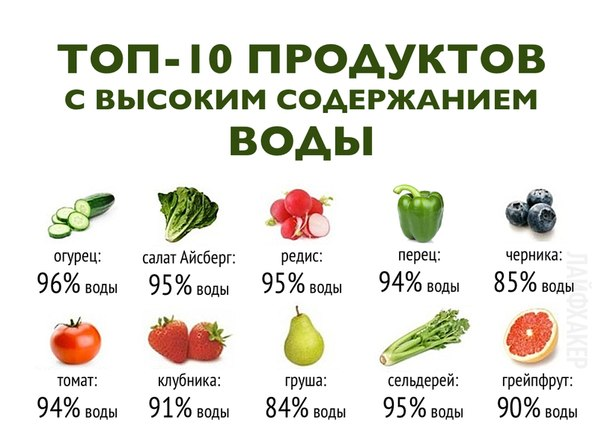 ТОП-10 ПРОДУКТОВ
С ВЫСОКИМ СОДЕРЖАНИЕМ
ВОДЫ
огурец:
96% воды
салат Айсберг:
95% воды
редис:
95% воды
перец:
94% воды
черника:
85% воды
томат:
94% воды
клубника:
91% воды
груша:
84% воды
сельдерей:
95% воды
грейпфрут:
90% воды
ЛАЙФХАКЕР